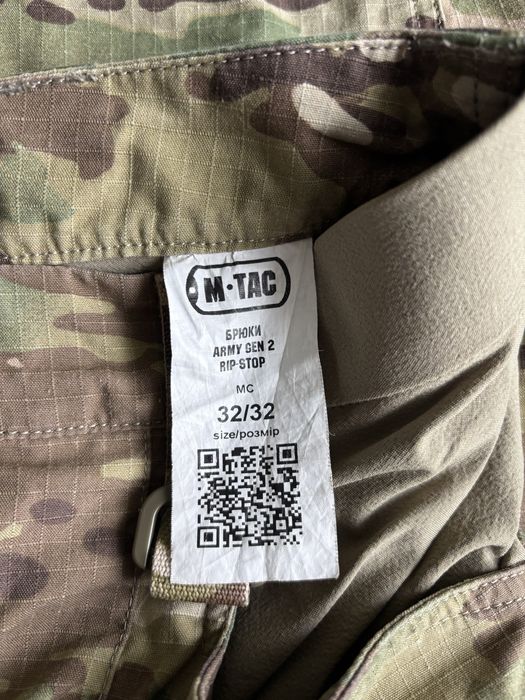 M·TAC
БРЮКИ
ARMY GEN 2
RIP-STOP
MC
32/32
size/розмір